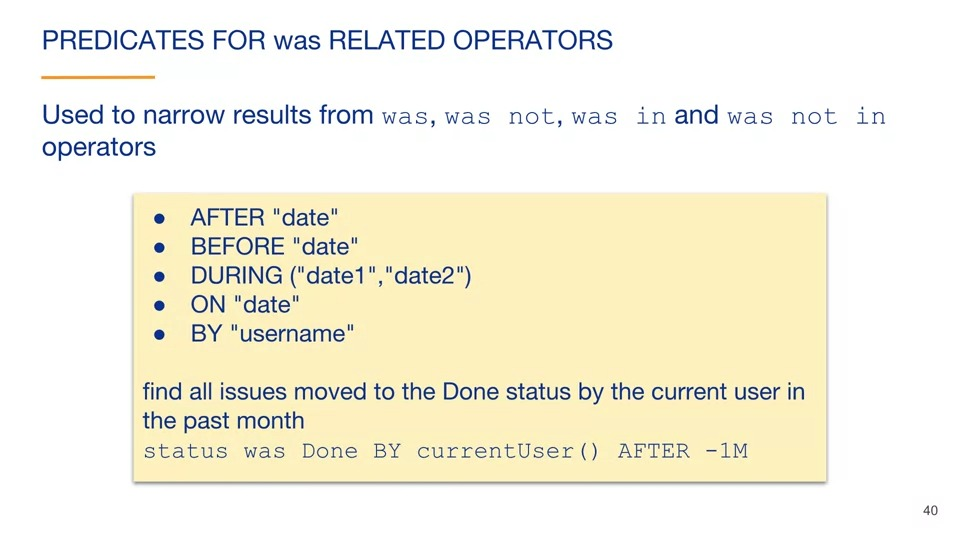 PREDICATES FOR was RELATED OPERATORS
Used to narrow results from was, was not, was in and was not in
operators
● AFTER "date"
● BEFORE "date"
● DURING ("date1","date2")
● ON "date"
● BY "username"
find all issues moved to the Done status by the current user in
the past month
status was Done BY currentUser() AFTER -1M
40